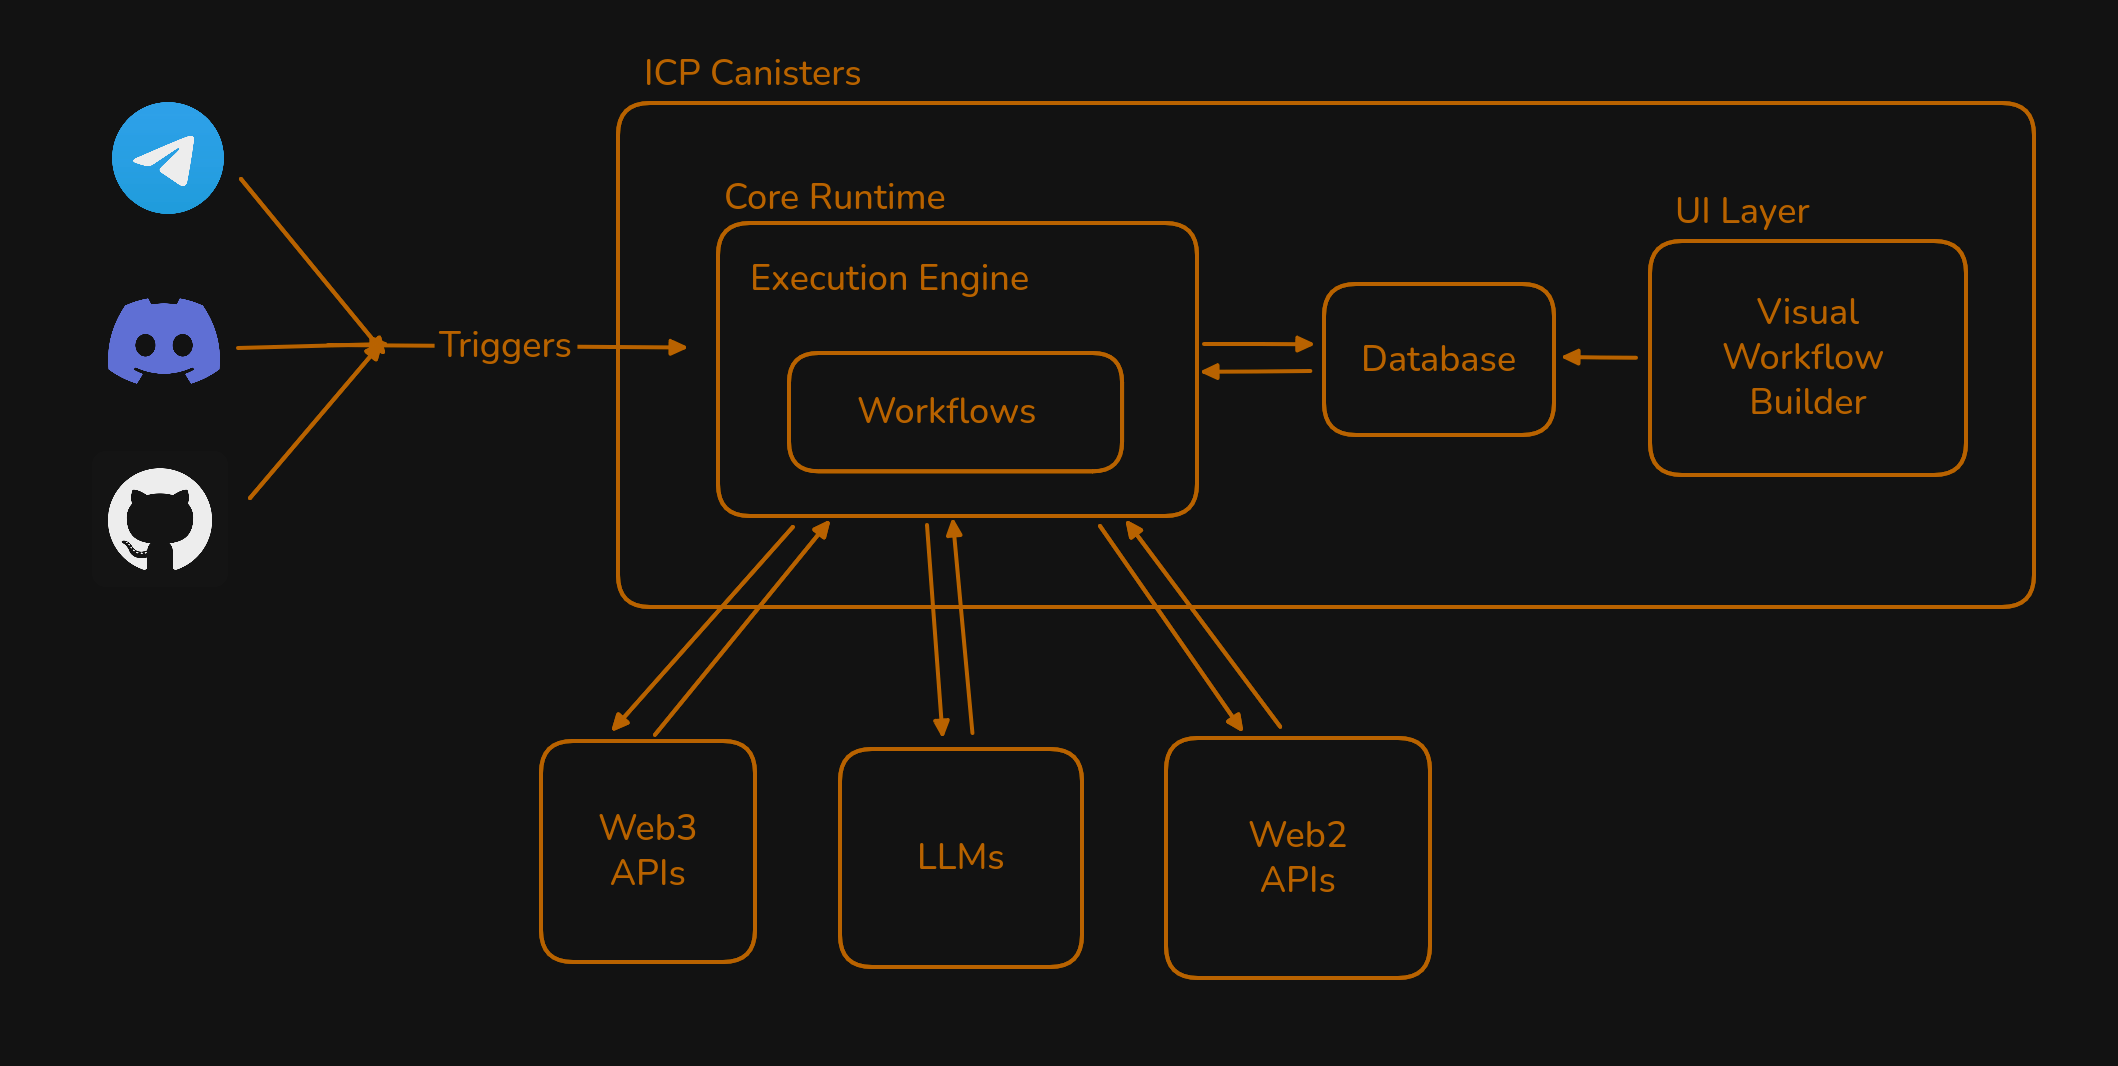 ICP Canisters
Core Runtime
UI Layer
Execution Engine
Triggers
Workflows
Database
Visual
Workflow
Builder
Web3
APIs
LLMs
Web2
APIs